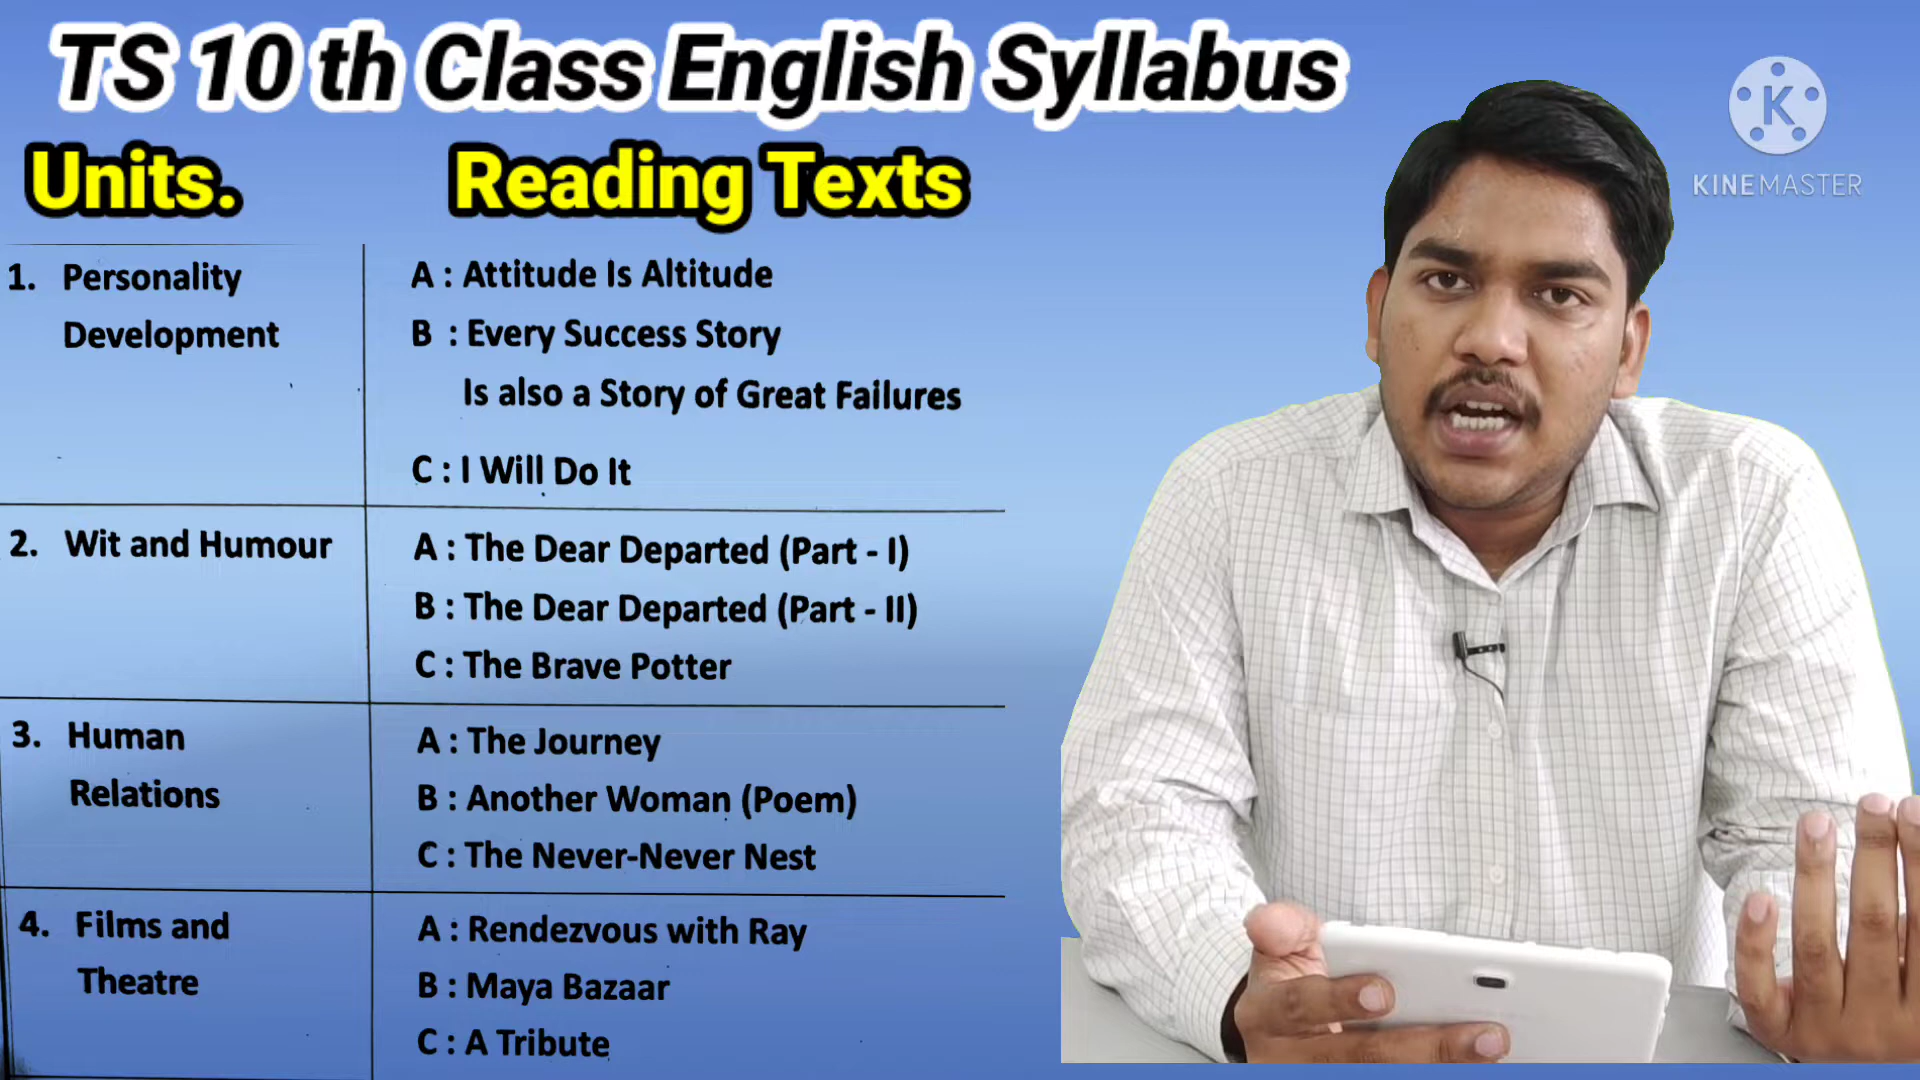 TS 10 th Class English Syllabus
Units. Reading Texts
1. Personality Development
A : Attitude Is Altitude
B : Every Success Story
Is also a Story of Great Failures
C : I Will Do It
2. Wit and Humour
A : The Dear Departed (Part - I)
B : The Dear Departed (Part - II)
C : The Brave Potter
3. Human
Relations
A : The Journey
B : Another Woman (Poem)
C : The Never-Never Nest
4. Films and
Theatre
A : Rendezvous with Ray
B : Maya Bazaar
C : A Tribute
K
KINEMASTER